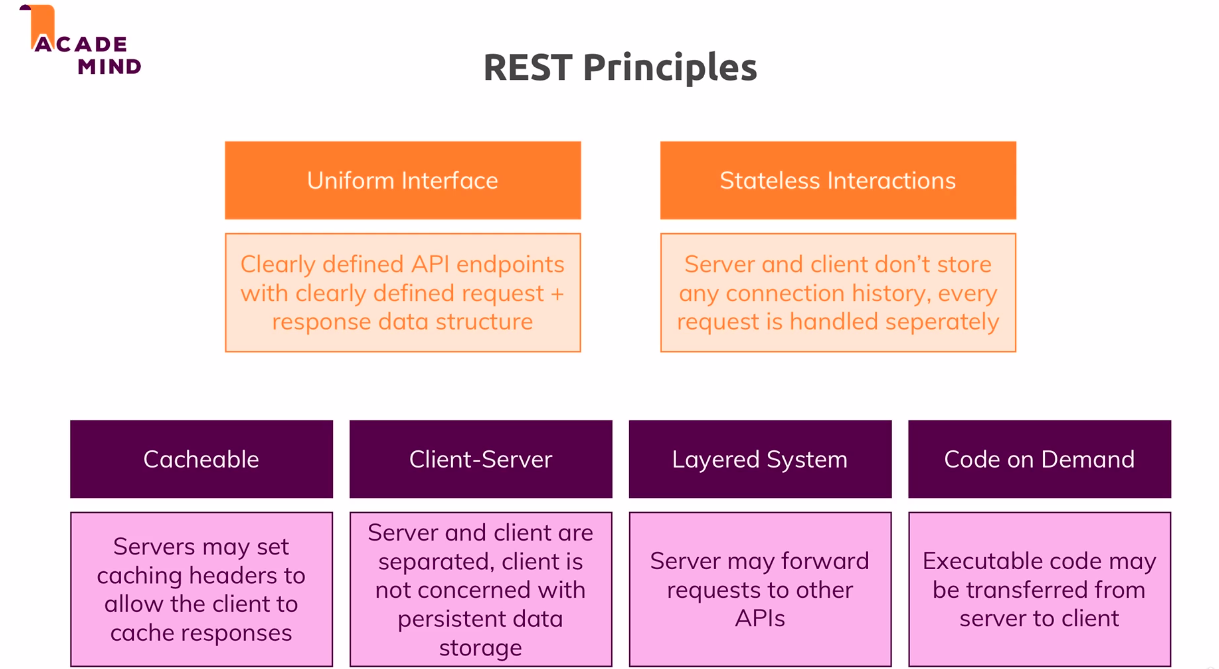 ACADE
MIND
REST Principles
Uniform Interface
Clearly defined API endpoints
with clearly defined request +
response data structure
Stateless Interactions
Server and client don’t store
any connection history, every
request is handled seperately
Cacheable
Servers may set
caching headers to
allow the client to
cache responses
Client-Server
Server and client are
separated, client is
not concerned with
persistent data
storage
Layered System
Server may forward
requests to other
APIs
Code on Demand
Executable code may
be transferred from
server to client